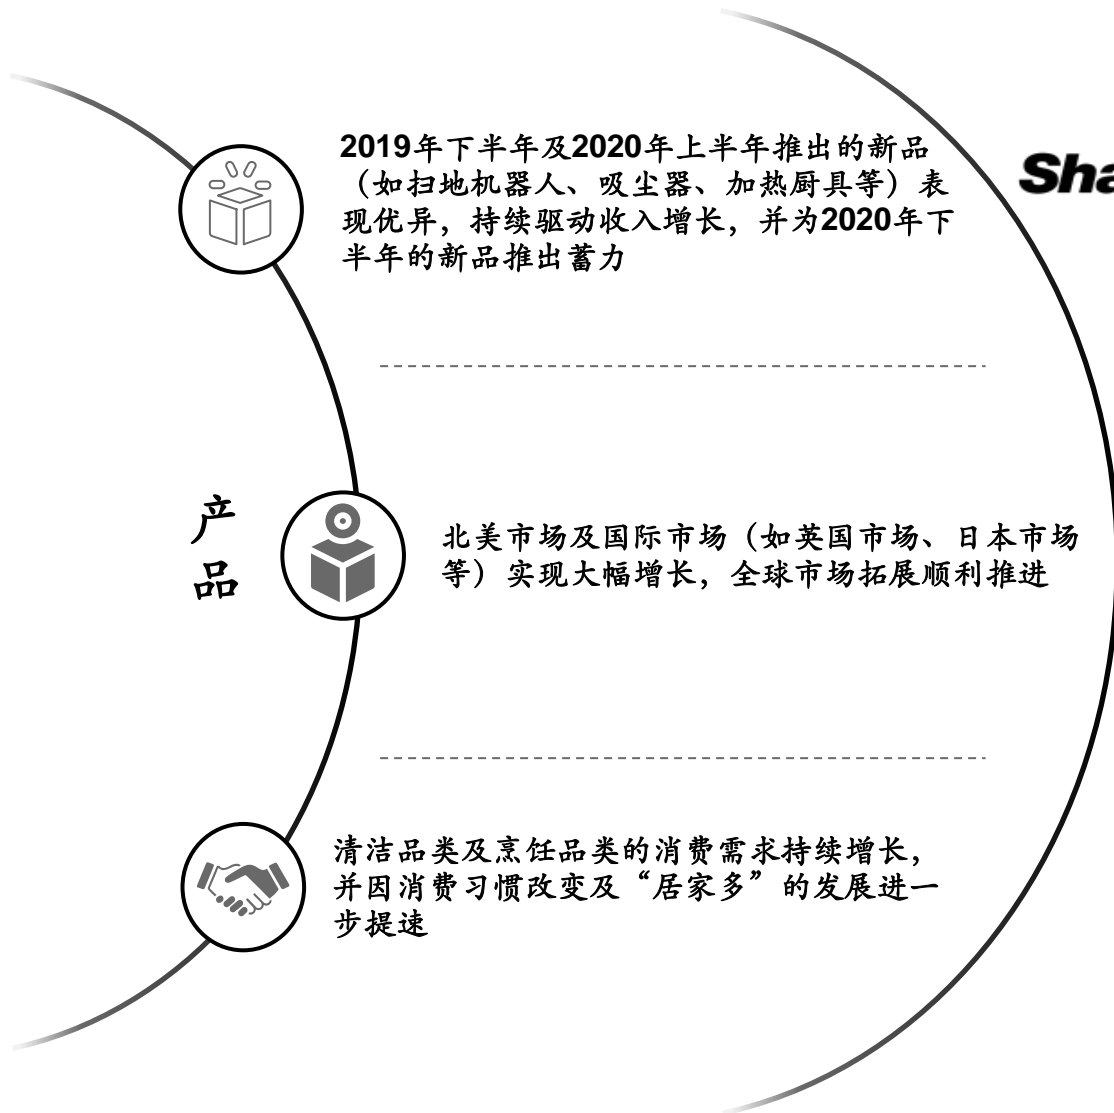 2019年下半年及2020年上半年推出的新品
（如扫地机器人、吸尘器、加热厨具等）表
现优异，持续驱动收入增长，并为2020年下
半年的新品推出蓄力
Sha
产
品
北美市场及国际市场（如英国市场、日本市场
等）实现大幅增长，全球市场拓展顺利推进
清洁品类及烹饪品类的消费需求持续增长，
并因消费习惯改变及“居家多”的发展进一
步提速